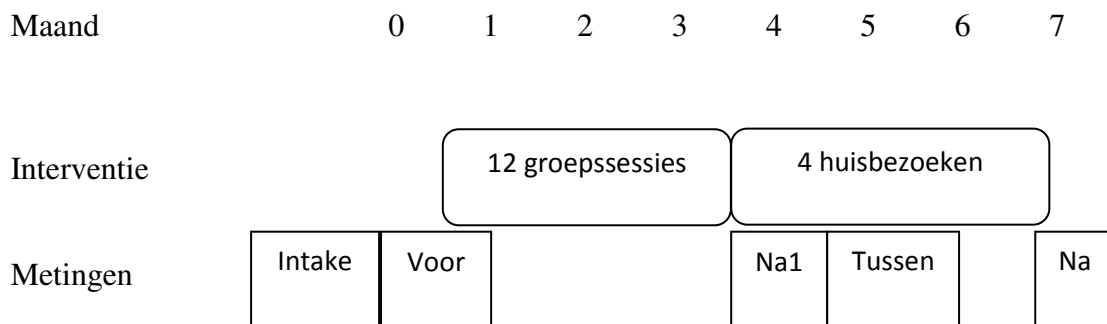 Maand 0 1 2 3 4 5 6 7
Interventie 12 groepssessies 4 huisbezoeken
Metingen Intake Voor Na1 Tussen Na